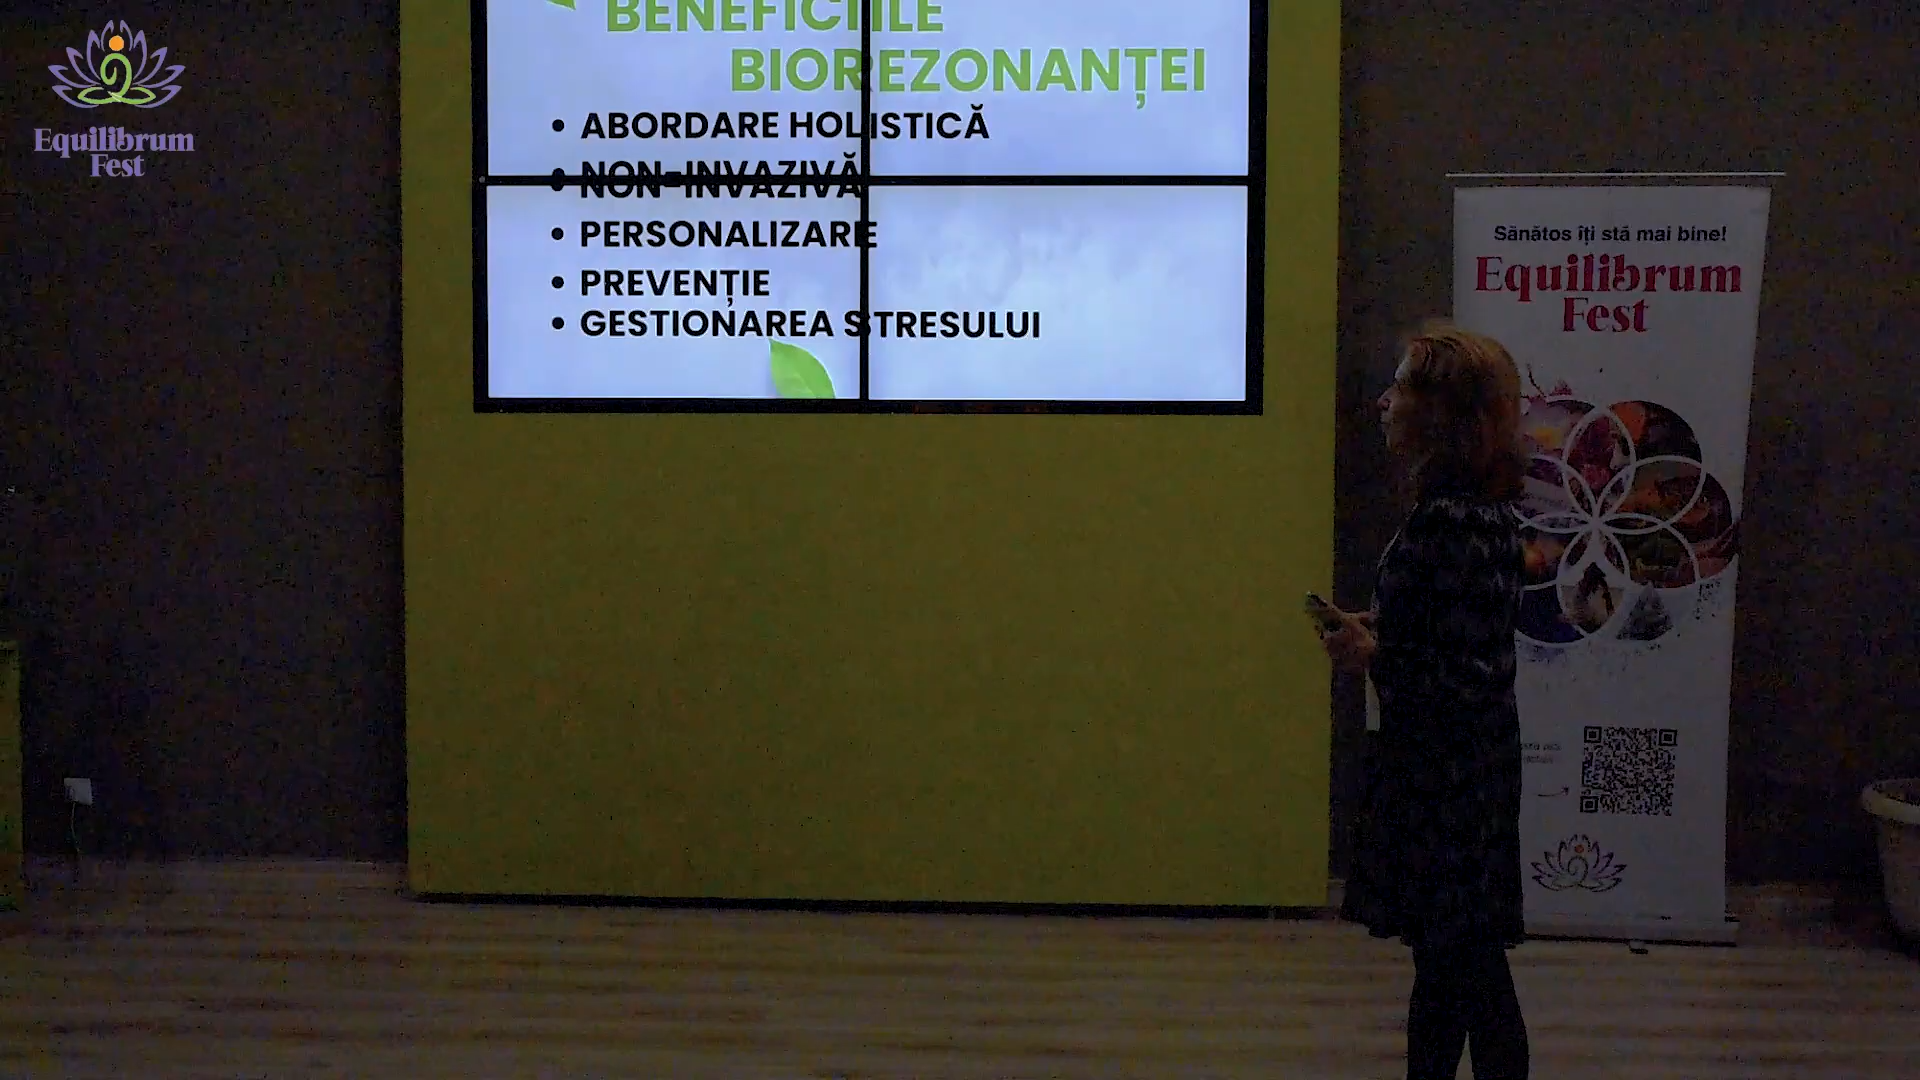 Equilibrum
Fest
BENEFICIILE
BIOREZONANȚEI
• ABORDARE HOLISTICĂ
• NON-INVAZIVĂ
• PERSONALIZARE
• PREVENȚIE
• GESTIONAREA STRESULUI
Sănătos îți stă mai bine!
Equilibrum
Fest